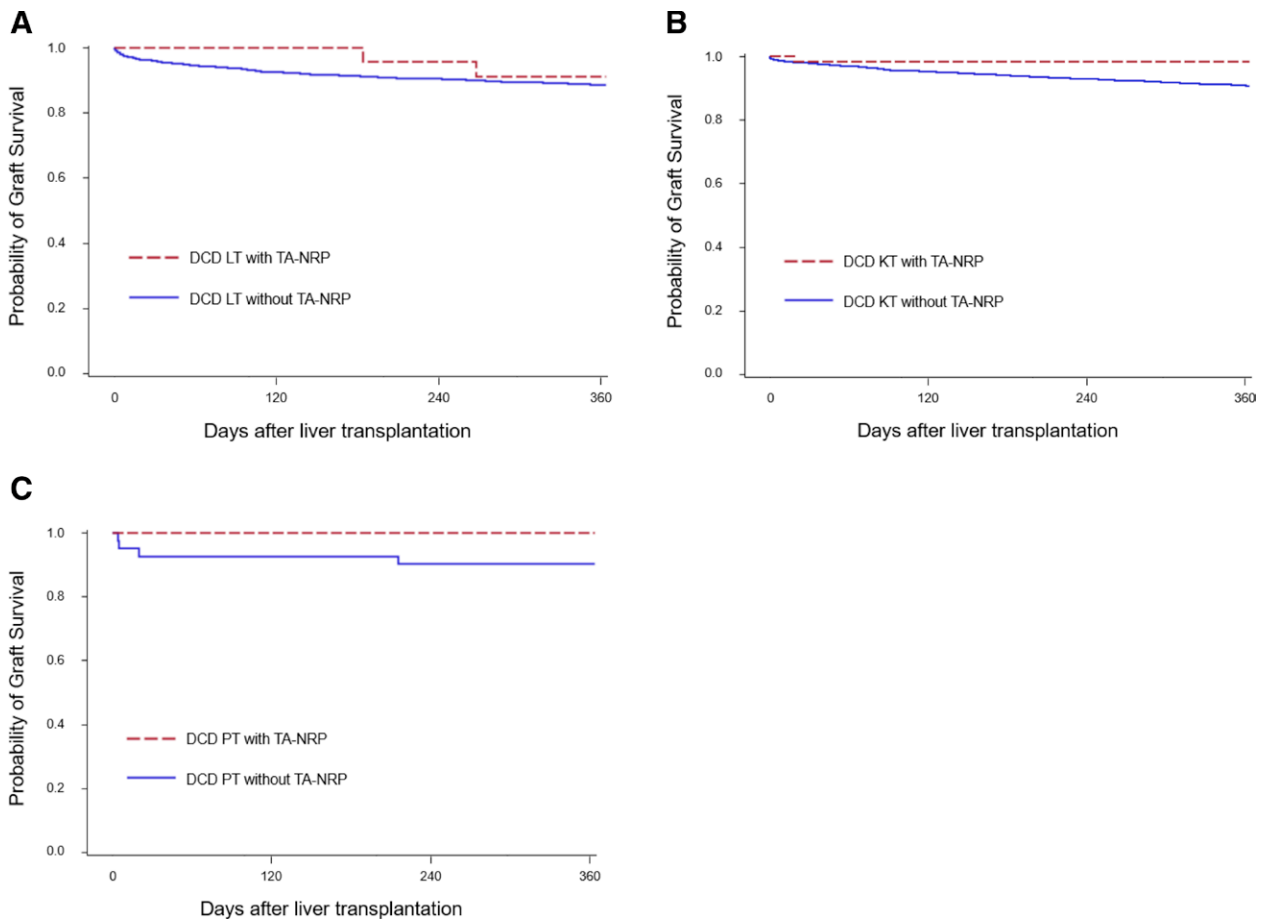 A
Probability of Graft Survival
1.0
0.8
0.6
0.4
0.2
0.0
DCD LT with TA-NRP
DCD LT without TA-NRP
0 120 240 360
Days after liver transplantation
B
Probability of Graft Survival
1.0
0.8
0.6
0.4
0.2
0.0
DCD KT with TA-NRP
DCD KT without TA-NRP
0 120 240 360
Days after liver transplantation
C
Probability of Graft Survival
1.0
0.8
0.6
0.4
0.2
0.0
DCD PT with TA-NRP
DCD PT without TA-NRP
0 120 240 360
Days after liver transplantation